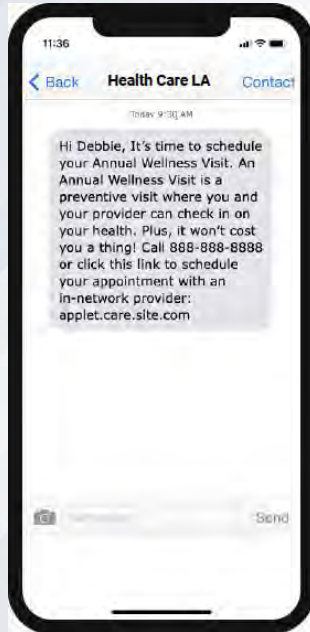 11:36
Back Health Care LA Contact
Today 9:30 AM
Hi Debbie, It's time to schedule
your Annual Wellness Visit. An
Annual Wellness Visit is a
preventive visit where you and
your provider can check in on
your health. Plus, it won't cost
you a thing! Call 888-888-8888
or click this link to schedule
your appointment with an
in-network provider:
applet.care.site.com
Send